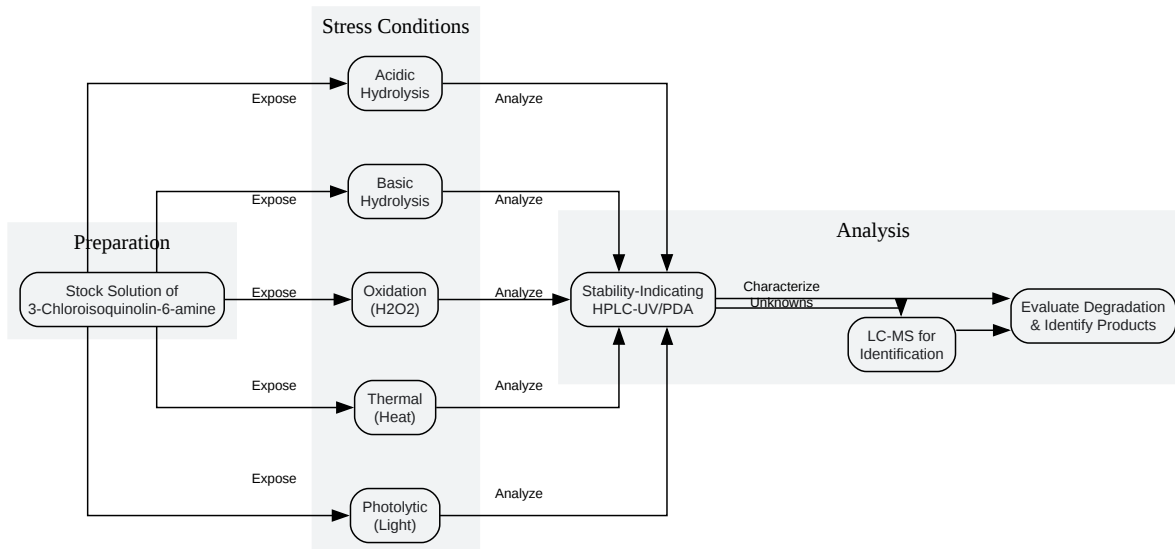 Stress Conditions
Acidic
Hydrolysis
Expose
Analyze
Basic
Hydrolysis
Expose
Analyze
Preparation
Analysis
Stock Solution of
3-Chloroisoquinolin-6-amine
Expose
Oxidation
(H2O2)
Analyze
Stability-Indicating
HPLC-UV/PDA
Characterize
Unknowns
LC-MS for
Identification
Evaluate Degradation
& Identify Products
Expose
Thermal
(Heat)
Analyze
Expose
Photolytic
(Light)
Analyze